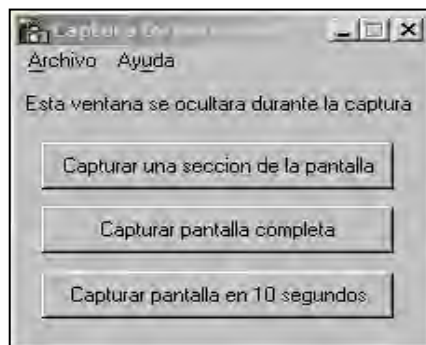 Captura
Archivo Ayuda
Esta ventana se ocultara durante la captura
Capturar una seccion de la pantalla
Capturar pantalla completa
Capturar pantalla en 10 segundos